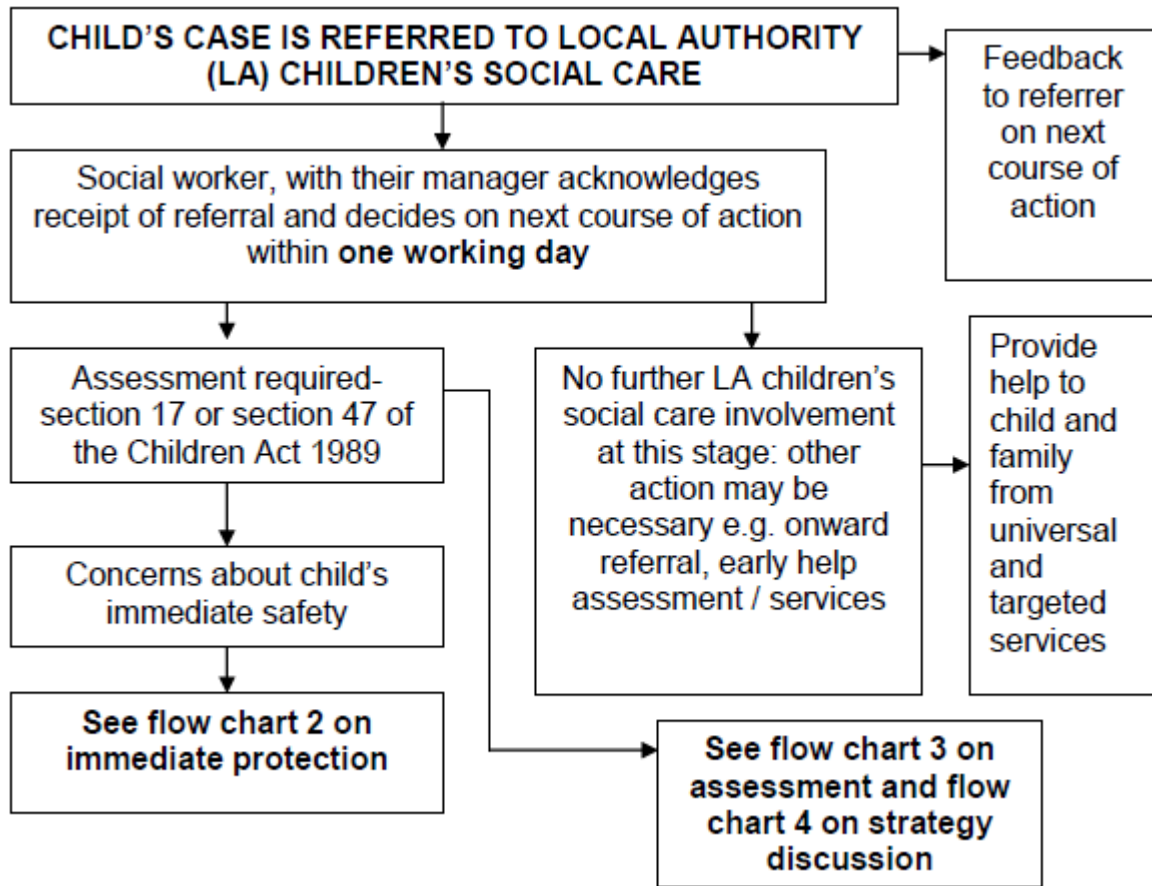 CHILD'S CASE IS REFERRED TO LOCAL AUTHORITY
(LA) CHILDREN'S SOCIAL CARE
Feedback
to referrer
on next
course of
action
Social worker, with their manager acknowledges
receipt of referral and decides on next course of action
within one working day
Assessment required-
section 17 or section 47 of
the Children Act 1989
No further LA children's
social care involvement
at this stage: other
action may be
necessary e.g. onward
referral, early help
assessment / services
Provide
help to
child and
family
from
universal
and
targeted
services
Concerns about child's
immediate safety
See flow chart 2 on
immediate protection
See flow chart 3 on
assessment and flow
chart 4 on strategy
discussion